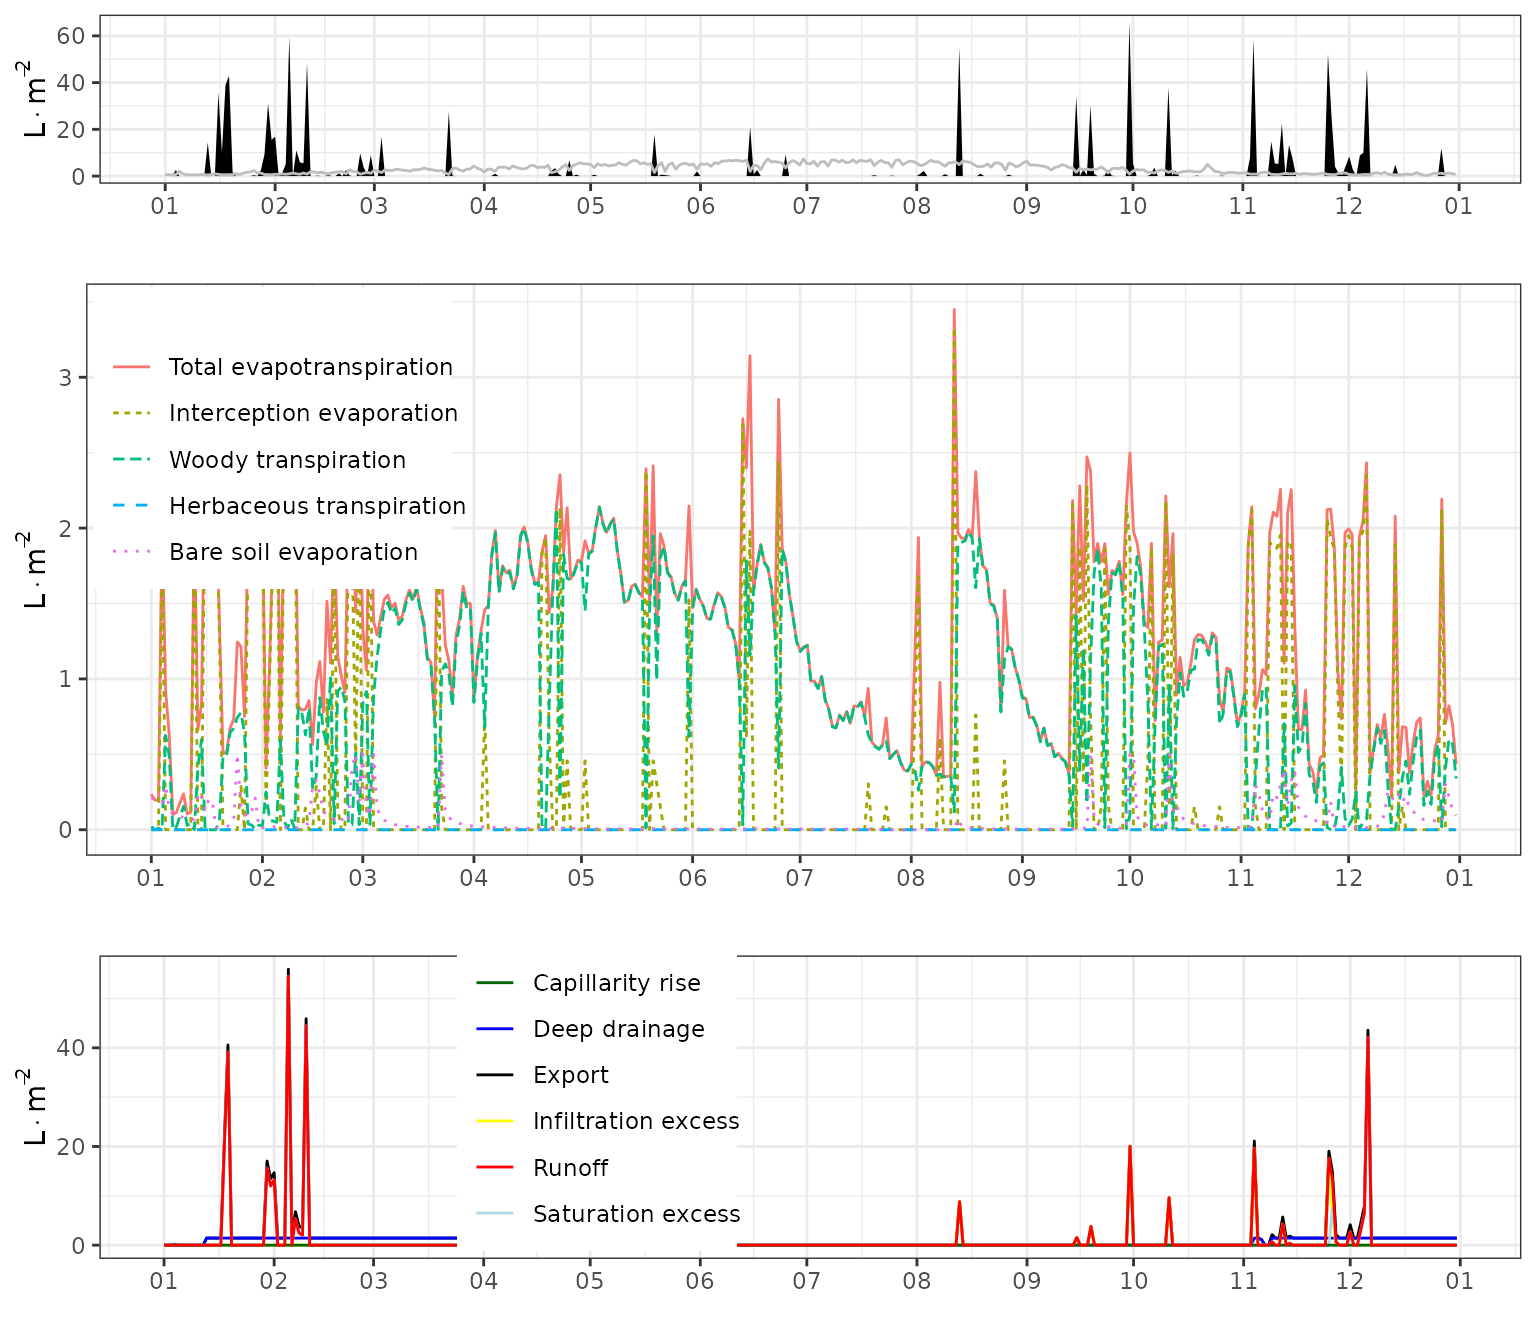 60
40
20
0
L · m⁻²
01 02 03 04 05 06 07 08 09 10 11 12 01
3
2
1
0
L · m⁻²
Total evapotranspiration
Interception evaporation
Woody transpiration
Herbaceous transpiration
Bare soil evaporation
01 02 03 04 05 06 07 08 09 10 11 12 01
40
20
0
L · m⁻²
Capillarity rise
Deep drainage
Export
Infiltration excess
Runoff
Saturation excess
01 02 03 04 05 06 07 08 09 10 11 12 01